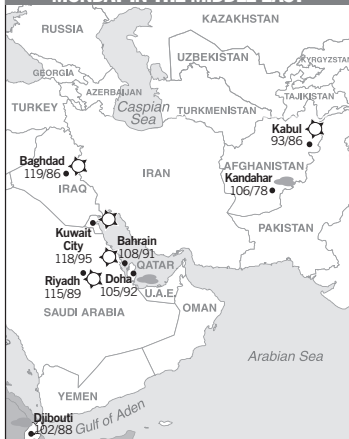 MONDAY IN THE MIDDLE EAST
RUSSIA
KAZAKHSTAN
UZBEKISTAN
KYRGYZSTAN
GEORGIA
AZERBAIJAN
TAJIKISTAN
TURKEY
Caspian
Sea
TURKMENISTAN
Kabul
93/86
Baghdad
119/86
IRAQ
IRAN
AFGHANISTAN
Kandahar
106/78
PAKISTAN
Kuwait
City
118/95
Bahrain
108/91
QATAR
Riyadh
115/89
Doha
105/92
U.A.E.
OMAN
SAUDI ARABIA
Arabian Sea
YEMEN
Djibouti
102/88
Gulf of Aden